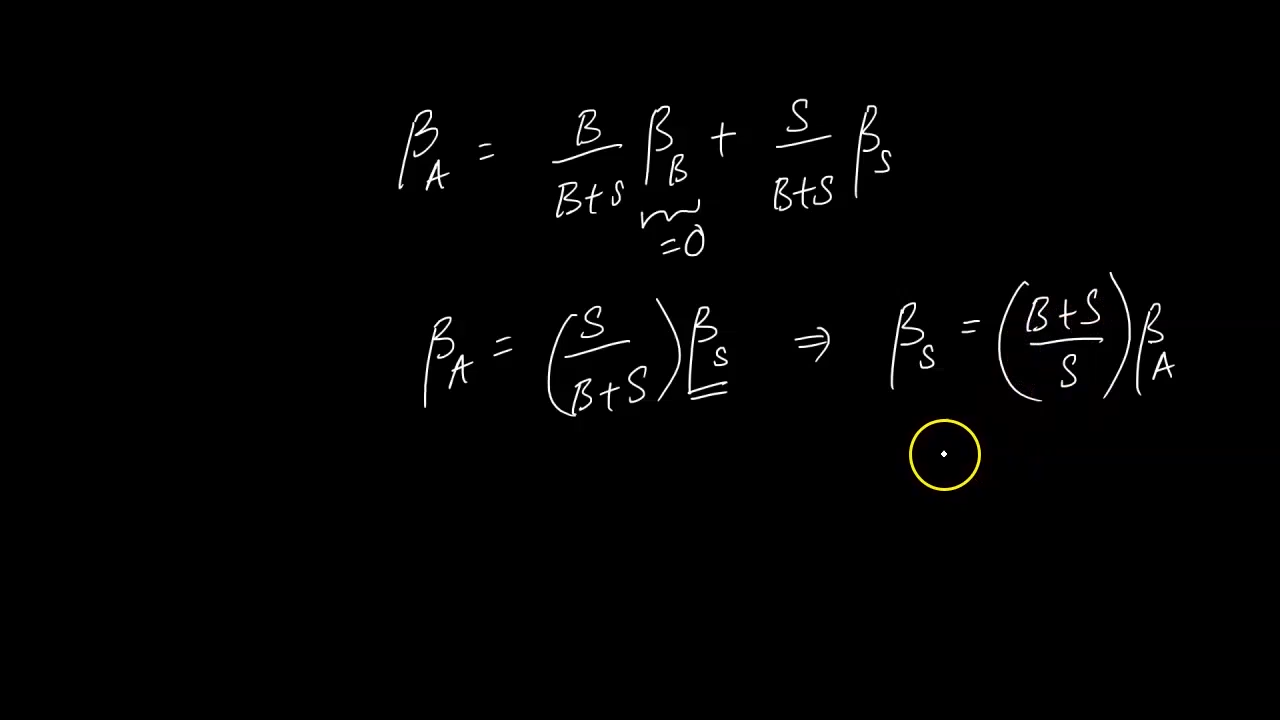 β_A = B/(B+S) β_B + S/(B+S) β_S
=0
β_A = (S/(B+S)) β_S ⇒ β_S = ((B+S)/S) β_A